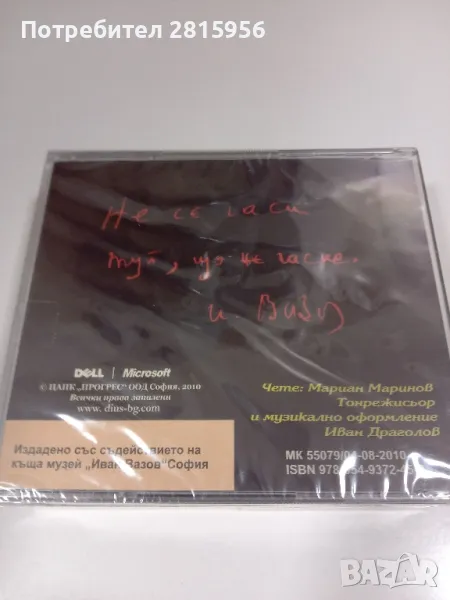 Потребител 2815956
Не се гаси
туй, що не гасне.
И Вазов
DELL | Microsoft
© ЦАПК „ПРОГРЕС" ООД София, 2010
Всички права запазени
www.dius-bg.com
Чете: Мариан Маринов
Тонрежисьор
и музикално оформление
Иван Драголов
Издадено със съдействието на
къща музей „Иван Вазов"София
МК 55079/04-08-2010
ISBN
BAZAR